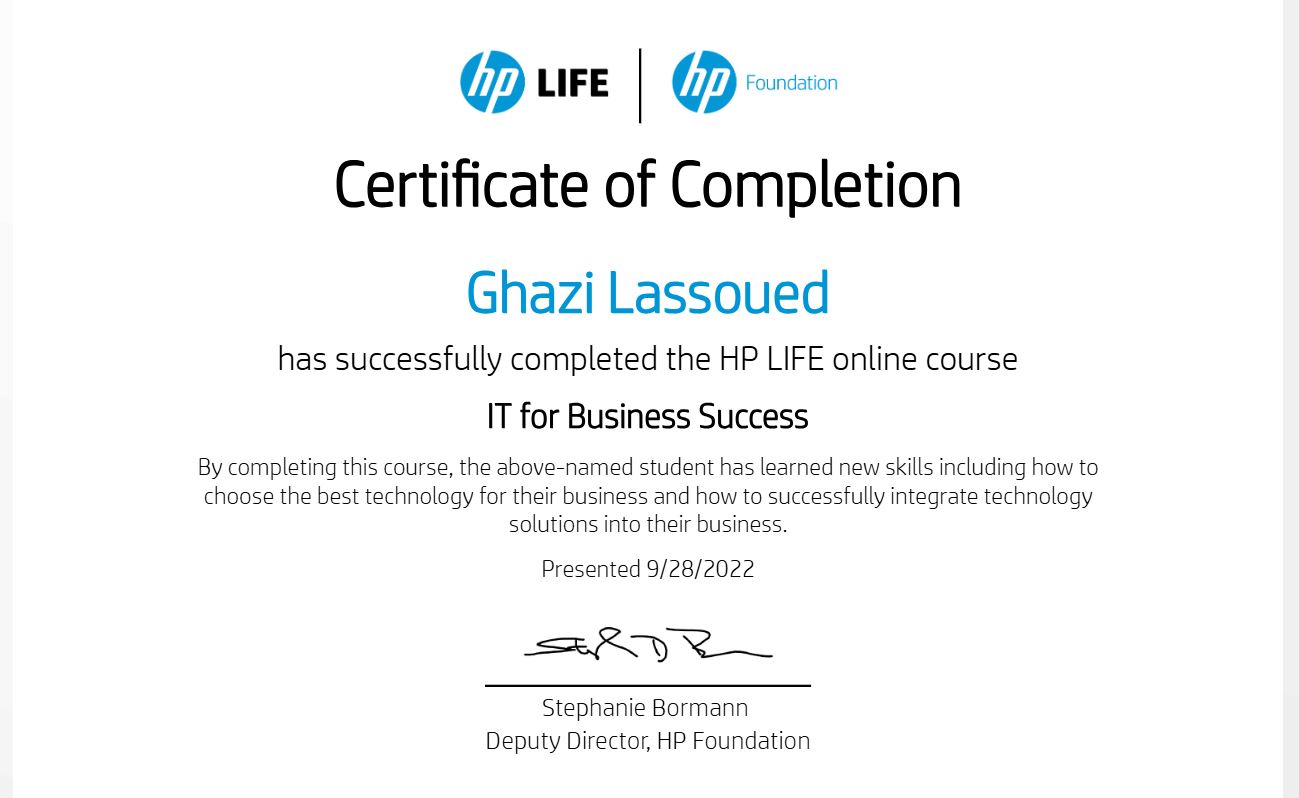 hp LIFE | hp Foundation
Certificate of Completion
Ghazi Lassoued
has successfully completed the HP LIFE online course
IT for Business Success
By completing this course, the above-named student has learned new skills including how to
choose the best technology for their business and how to successfully integrate technology
solutions into their business.
Presented 9/28/2022
Stephanie Bormann
Deputy Director, HP Foundation